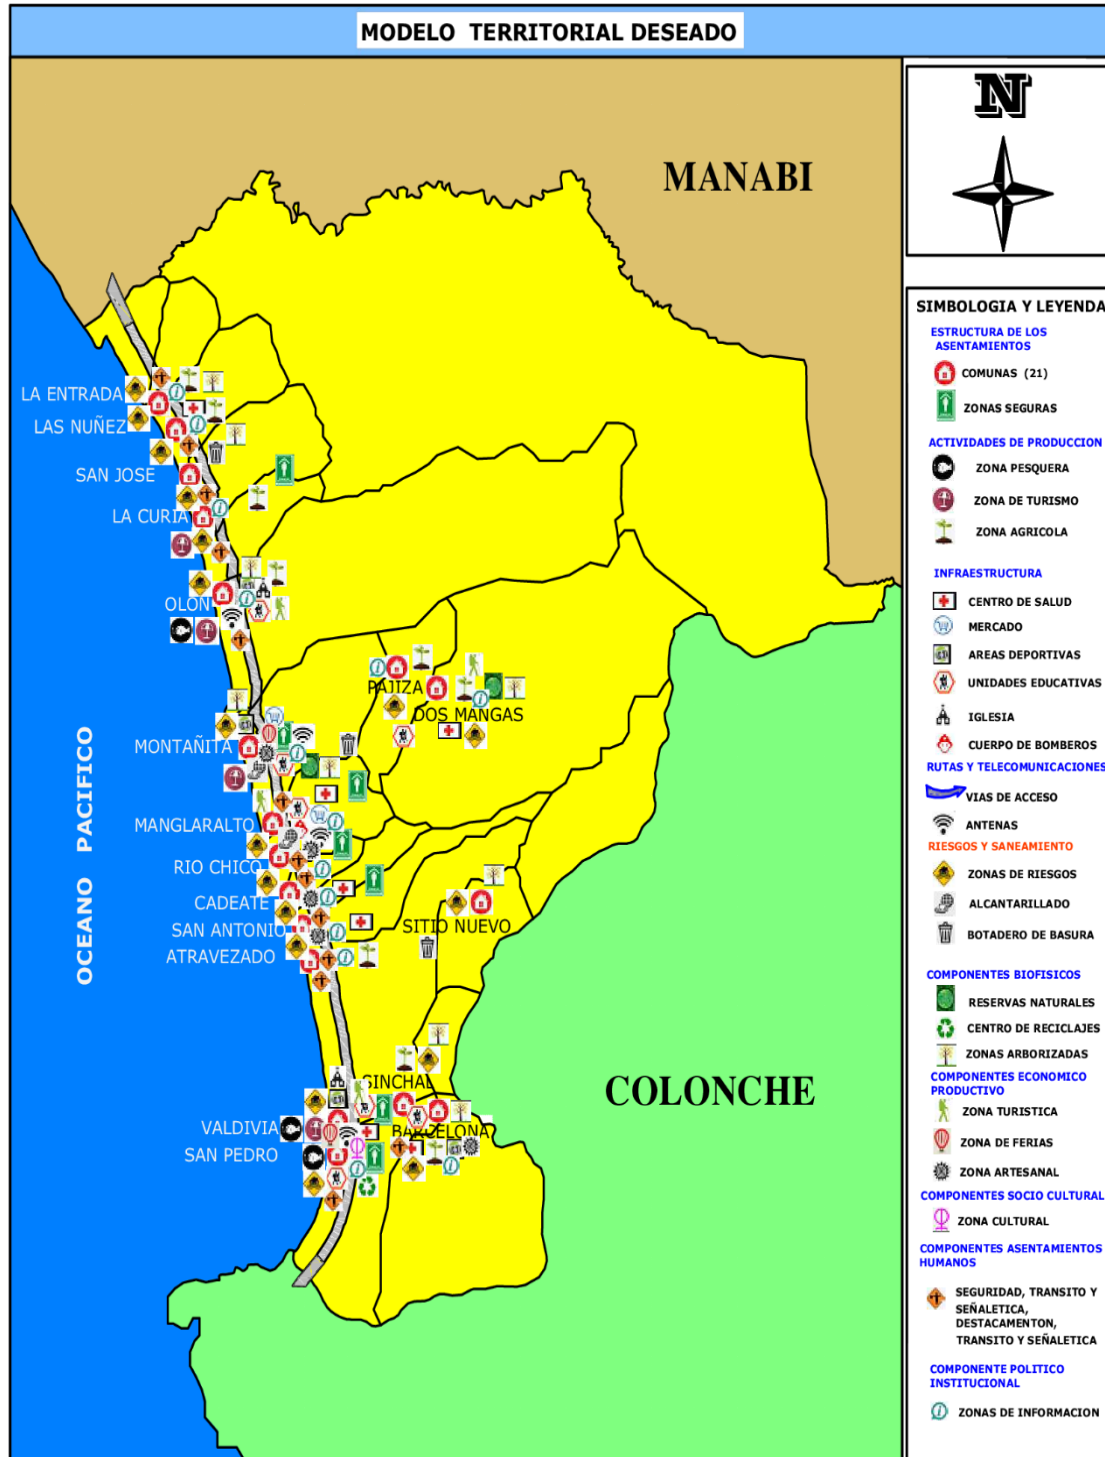 MODELO TERRITORIAL DESEADO
N
MANABI
LA ENTRADA
LAS NUÑEZ
SAN JOSE
LA CURIA
OLON
PAJIZA
DOS MANGAS
MONTAÑITA
MANGLARALTO
RIO CHICO
CADEATE
SAN ANTONIO
ATRAVEZADO
SITIO NUEVO
OCEANO PACIFICO
SINCHAL
COLONCHE
VALDIVIA
BARCELONA
SAN PEDRO
SIMBOLOGIA Y LEYENDA
ESTRUCTURA DE LOS
ASENTAMIENTOS
COMUNAS (21)
ZONAS SEGURAS
ACTIVIDADES DE PRODUCCION
ZONA PESQUERA
ZONA DE TURISMO
ZONA AGRICOLA
INFRAESTRUCTURA
CENTRO DE SALUD
MERCADO
AREAS DEPORTIVAS
UNIDADES EDUCATIVAS
IGLESIA
CUERPO DE BOMBEROS
RUTAS Y TELECOMUNICACIONES
VIAS DE ACCESO
ANTENAS
RIESGOS Y SANEAMIENTO
ZONAS DE RIESGOS
ALCANTARILLADO
BOTADERO DE BASURA
COMPONENTES BIOFISICOS
RESERVAS NATURALES
CENTRO DE RECICLAJES
ZONAS ARBORIZADAS
COMPONENTES ECONOMICO
PRODUCTIVO
ZONA TURISTICA
ZONA DE FERIAS
ZONA ARTESANAL
COMPONENTES SOCIO CULTURAL
ZONA CULTURAL
COMPONENTES ASENTAMIENTOS
HUMANOS
SEGURIDAD, TRANSITO Y
SEÑALETICA,
DESTACAMENTON,
TRANSITO Y SEÑALETICA
COMPONENTE POLITICO
INSTITUCIONAL
ZONAS DE INFORMACION